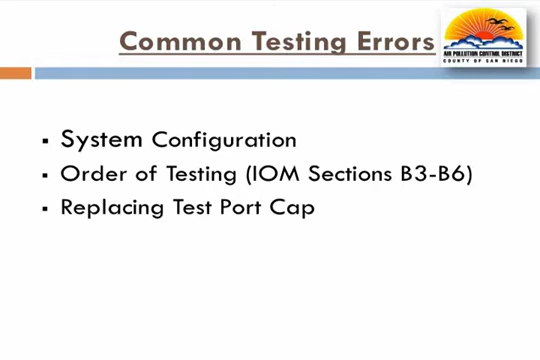 Common Testing Errors
AIR POLLUTION CONTROL DISTRICT
COUNTY OF SAN DIEGO
System Configuration
Order of Testing (IOM Sections B3-B6)
Replacing Test Port Cap